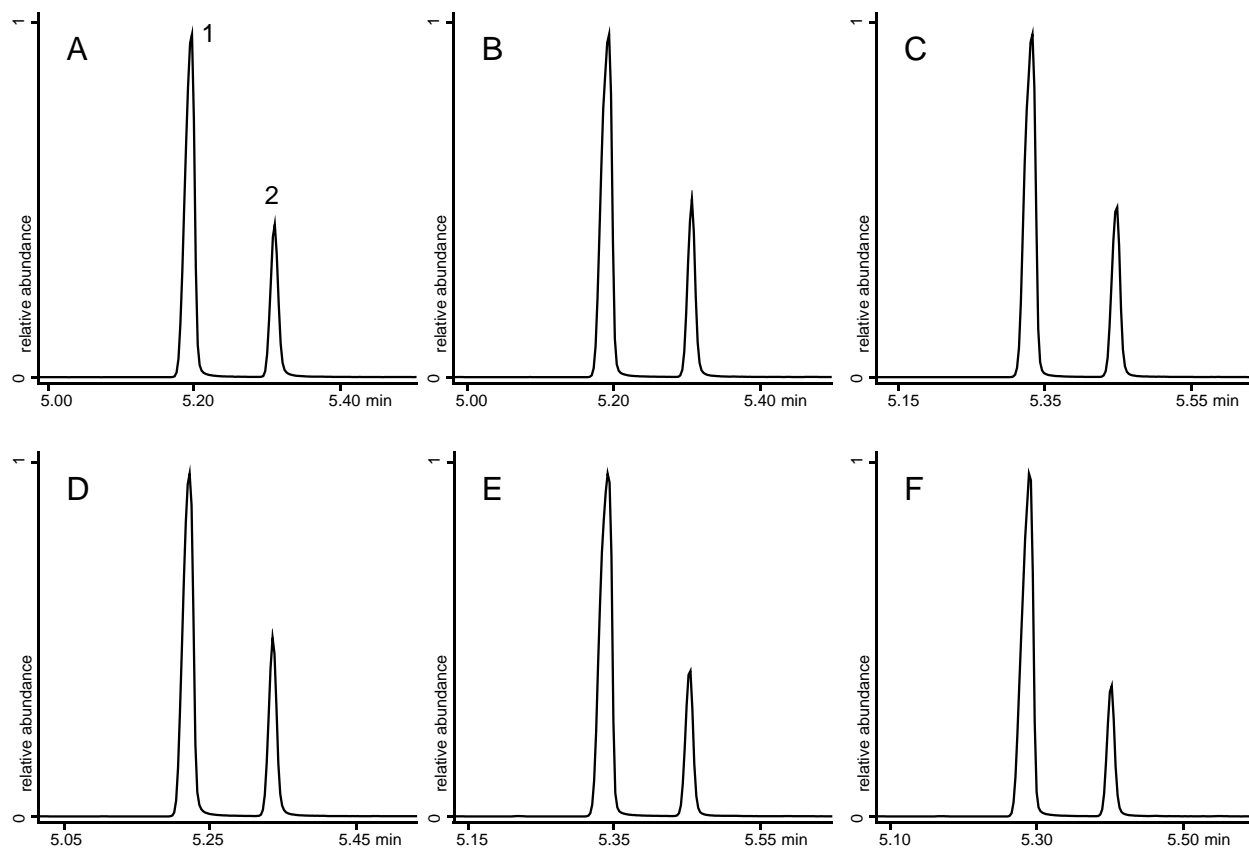 A
1
2
1
relative abundance
0
5.00 5.20 5.40 min
B
1
relative abundance
0
5.00 5.20 5.40 min
C
1
relative abundance
0
5.15 5.35 5.55 min
D
1
relative abundance
0
5.05 5.25 5.45 min
E
1
relative abundance
0
5.15 5.35 5.55 min
F
1
relative abundance
0
5.10 5.30 5.50 min